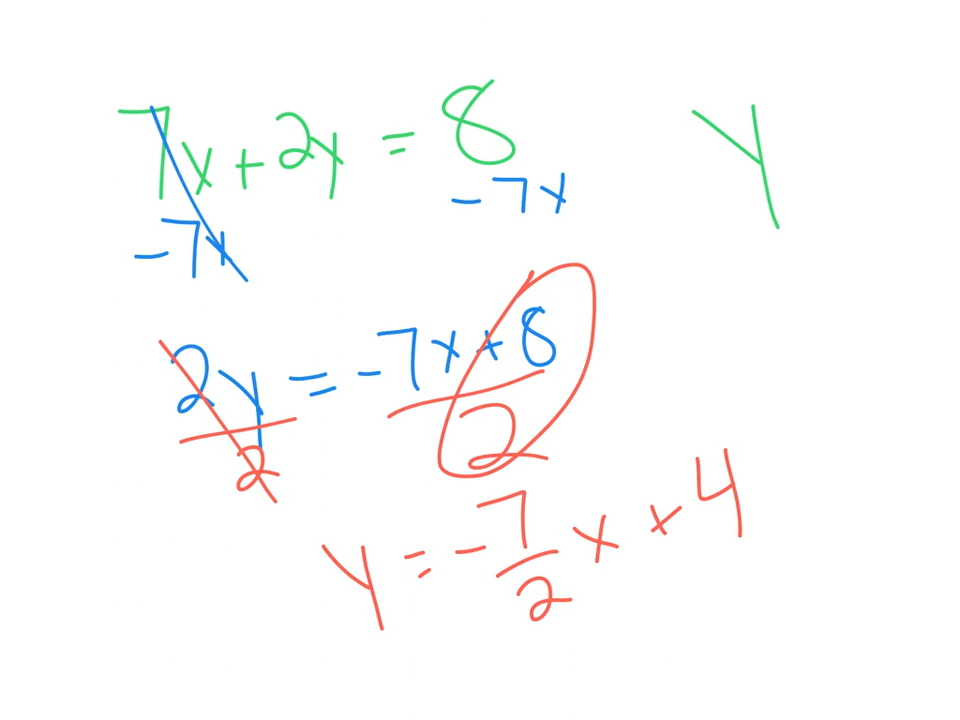 7x+2y = 8 y
-7x -7x
2y = -7x+8
2 2
y = -7/2 x + 4